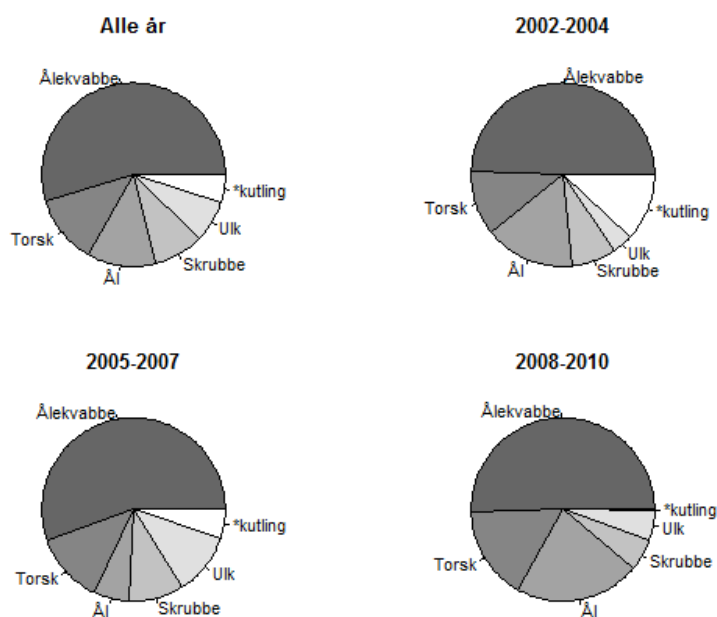 Alle år
Ålekvabbe
*kutling
Ulk
Skrubbe
Ål
Torsk
2002-2004
Ålekvabbe
*kutling
Ulk
Skrubbe
Ål
Torsk
2005-2007
Ålekvabbe
*kutling
Ulk
Skrubbe
Ål
Torsk
2008-2010
Ålekvabbe
*kutling
Ulk
Skrubbe
Ål
Torsk